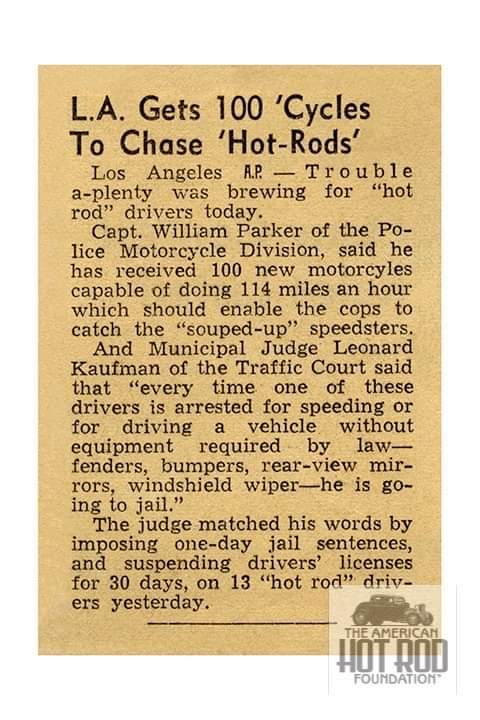 L.A. Gets 100 'Cycles
To Chase 'Hot-Rods'
Los Angeles A.P. — Trouble
a-plenty was brewing for "hot
rod" drivers today.
Capt. William Parker of the Po-
lice Motorcycle Division, said he
has received 100 new motorcyles
capable of doing 114 miles an hour
which should enable the cops to
catch the "souped-up" speedsters.
And Municipal Judge Leonard
Kaufman of the Traffic Court said
that "every time one of these
drivers is arrested for speeding or
for driving a vehicle without
equipment required by law—
fenders, bumpers, rear-view mir-
rors, windshield wiper—he is go-
ing to jail."
The judge matched his words by
imposing one-day jail sentences,
and suspending drivers' licenses
for 30 days, on 13 "hot rod" driv-
ers yesterday.
THE AMERICAN
HOT ROD
FOUNDATION™